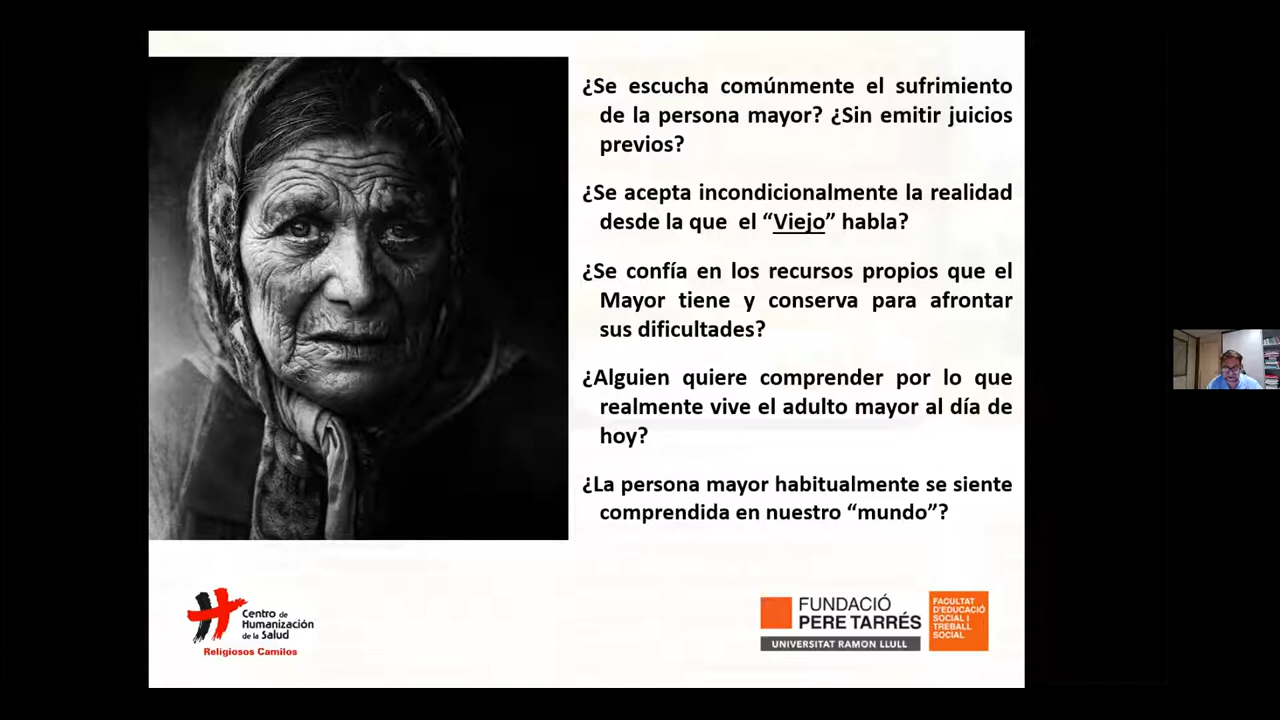 ¿Se escucha comúnmente el sufrimiento
de la persona mayor? ¿Sin emitir juicios
previos?
¿Se acepta incondicionalmente la realidad
desde la que el “Viejo” habla?
¿Se confía en los recursos propios que el
Mayor tiene y conserva para afrontar
sus dificultades?
¿Alguien quiere comprender por lo que
realmente vive el adulto mayor al día de
hoy?
¿La persona mayor habitualmente se siente
comprendida en nuestro “mundo”?
Centro de
Humanización
de la Salud
Religiosos Camilos
FUNDACIÓ
PERE TARRÉS
UNIVERSITAT RAMON LLULL
FACULTAT
D'EDUCACIÓ
SOCIAL I
TREBALL
SOCIAL